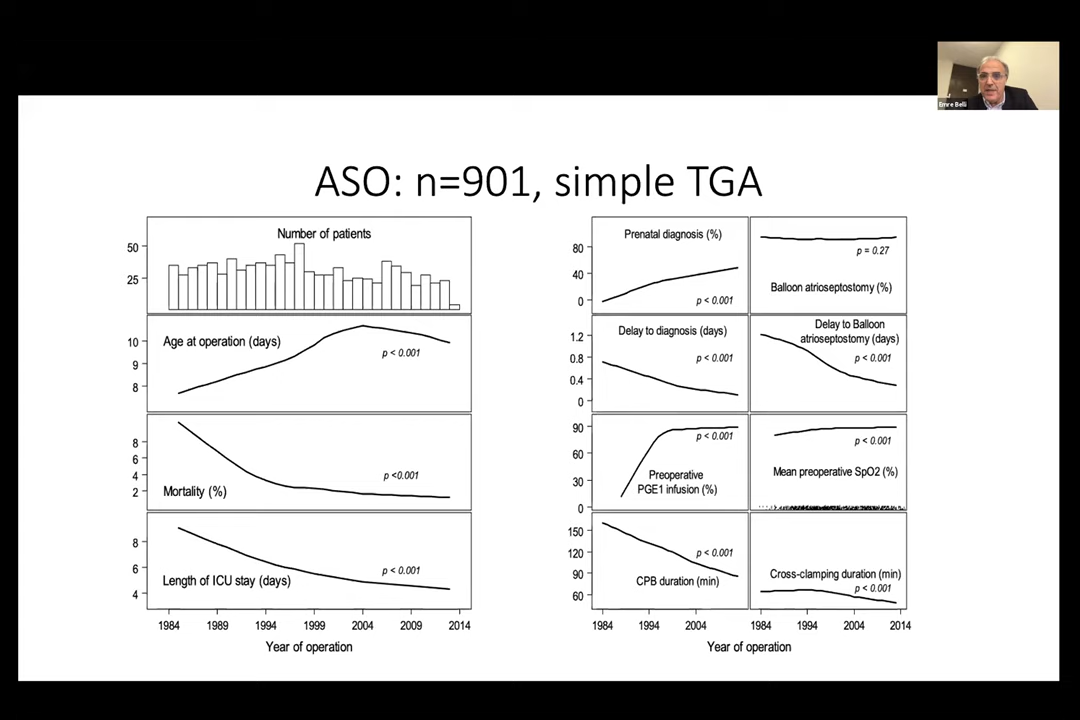 Emre Belli
ASO: n=901, simple TGA
Number of patients
50
25
Age at operation (days)
p < 0.001
10
9
8
Mortality (%)
p <0.001
8
6
4
2
Length of ICU stay (days)
p < 0.001
8
6
4
1984 1989 1994 1999 2004 2009 2014
Year of operation
Prenatal diagnosis (%)
p < 0.001
80
40
0
Balloon atrioseptostomy (%)
p = 0.27
Delay to diagnosis (days)
p < 0.001
1.2
0.8
0.4
0
Delay to Balloon
atrioseptostomy (days)
p < 0.001
Preoperative
PGE1 infusion (%)
p < 0.001
90
60
30
0
Mean preoperative SpO2 (%)
p < 0.001
CPB duration (min)
p < 0.001
150
120
90
60
Cross-clamping duration (min)
p < 0.001
1984 1994 2004 1984 1994 2004 2014
Year of operation